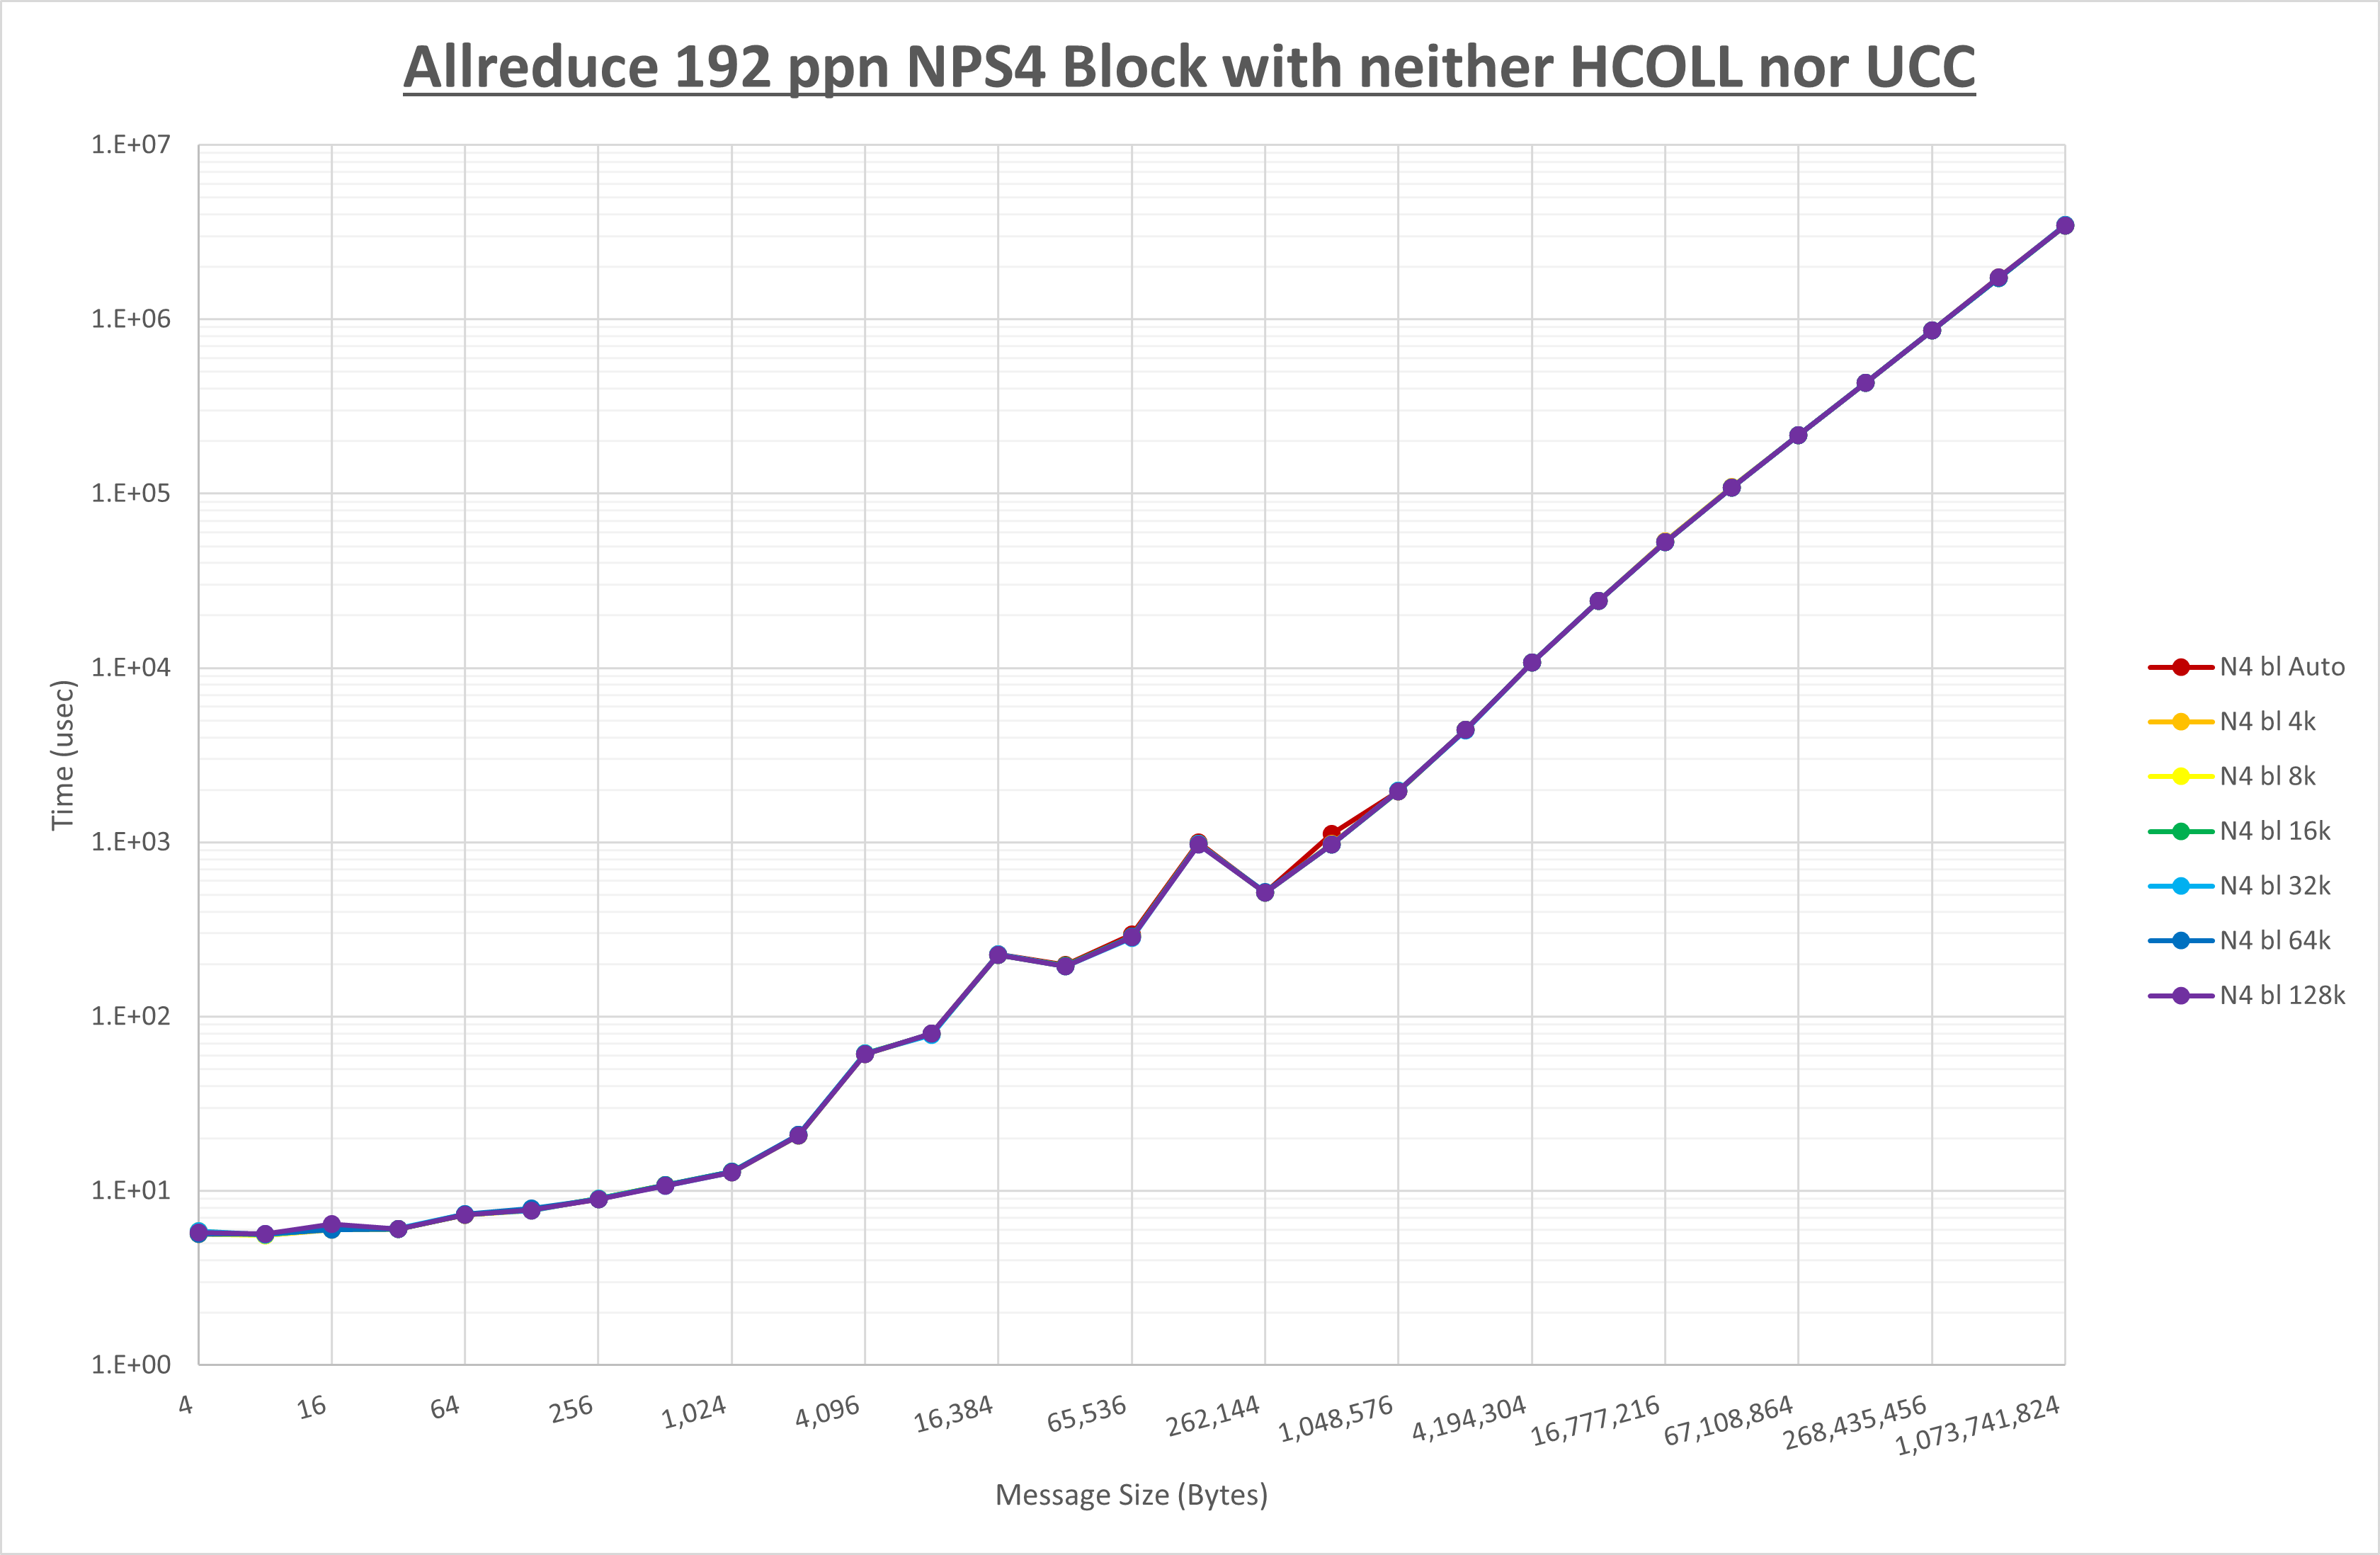 Allreduce 192 ppn NPS4 Block with neither HCOLL nor UCC
1.E+07
1.E+06
1.E+05
1.E+04
1.E+03
1.E+02
1.E+01
1.E+00
Time (usec)
4
16
64
256
1,024
4,096
16,384
65,536
262,144
1,048,576
4,194,304
16,777,216
67,108,864
268,435,456
1,073,741,824
Message Size (Bytes)
N4 bl Auto
N4 bl 4k
N4 bl 8k
N4 bl 16k
N4 bl 32k
N4 bl 64k
N4 bl 128k